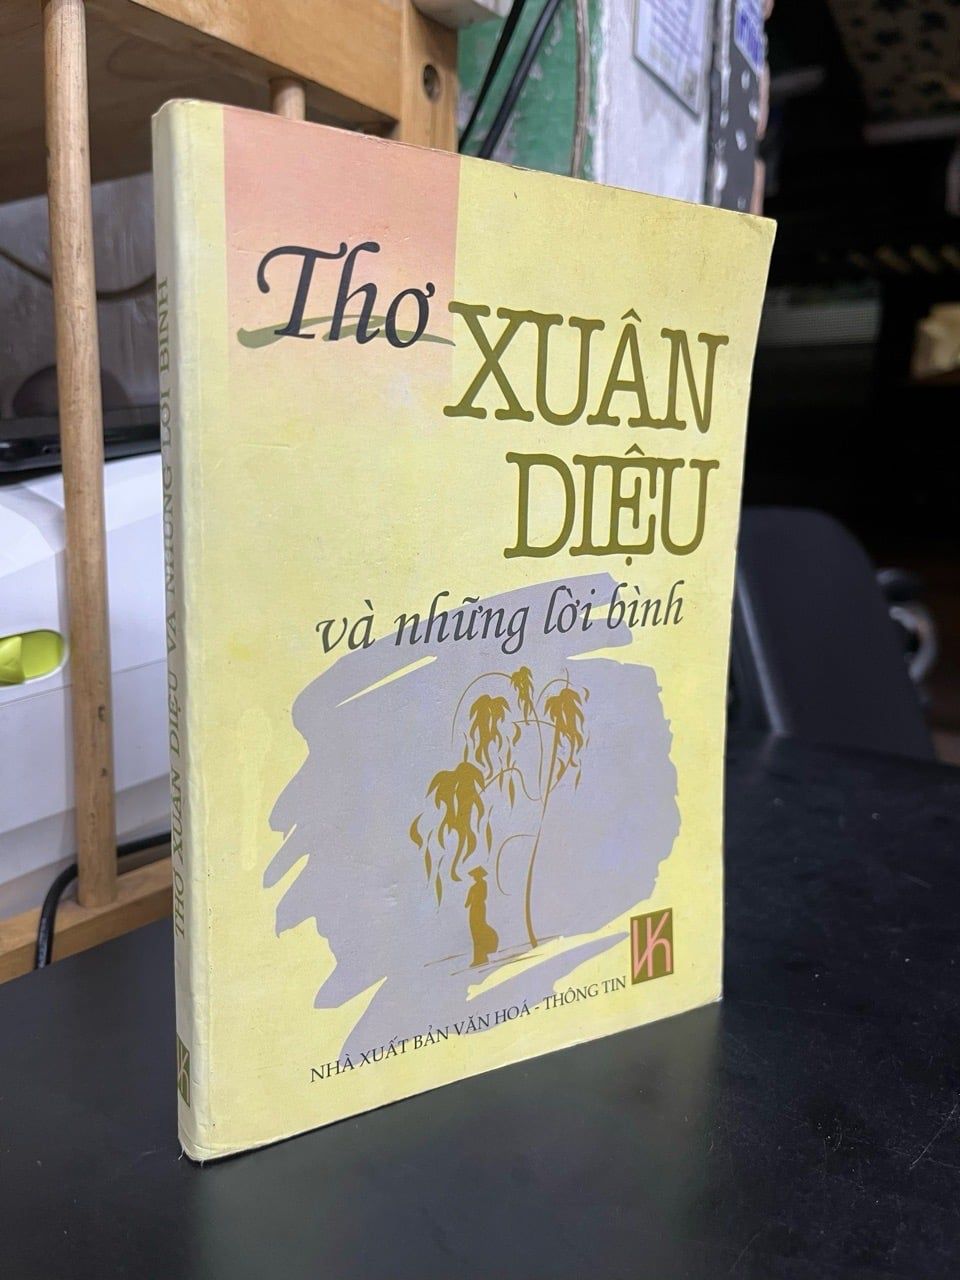 Thơ
XUÂN
DIỆU
và những lời bình
NHÀ XUẤT BẢN VĂN HOÁ - THÔNG TIN
THƠ XUÂN DIỆU VÀ NHỮNG LỜI BÌNH